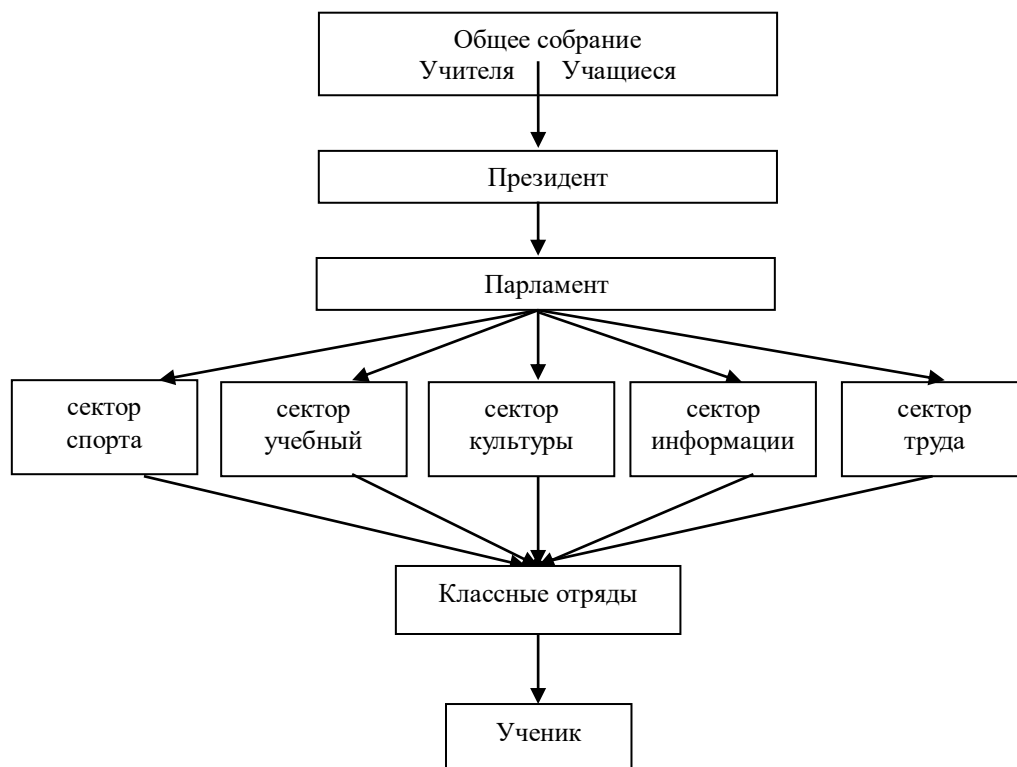 Общее собрание
Учителя Учащиеся
Президент
Парламент
сектор
спорта
сектор
учебный
сектор
культуры
сектор
информации
сектор
труда
Классные отряды
Ученик